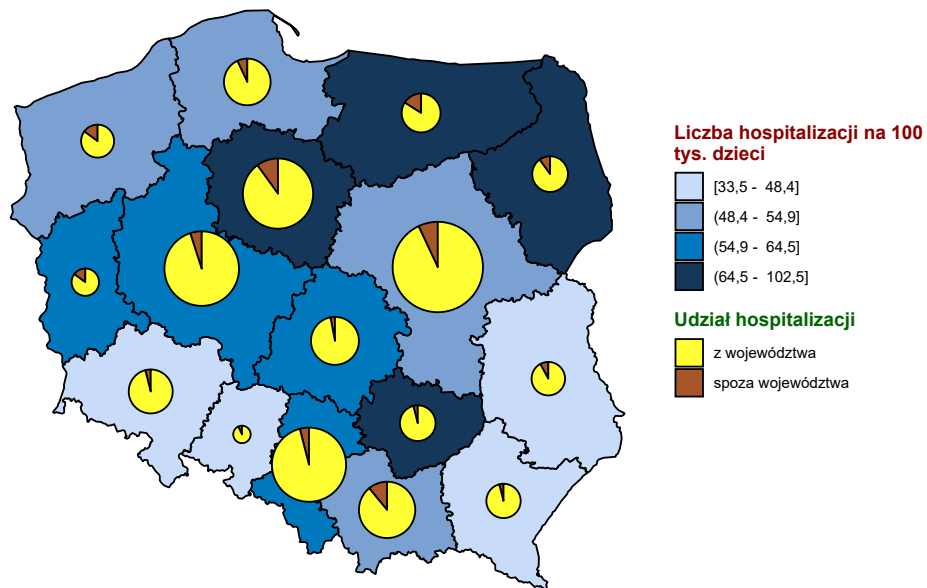 Liczba hospitalizacji na 100
tys. dzieci
[33,5 - 48,4]
(48,4 - 54,9]
(54,9 - 64,5]
(64,5 - 102,5]
Udział hospitalizacji
z województwa
spoza województwa